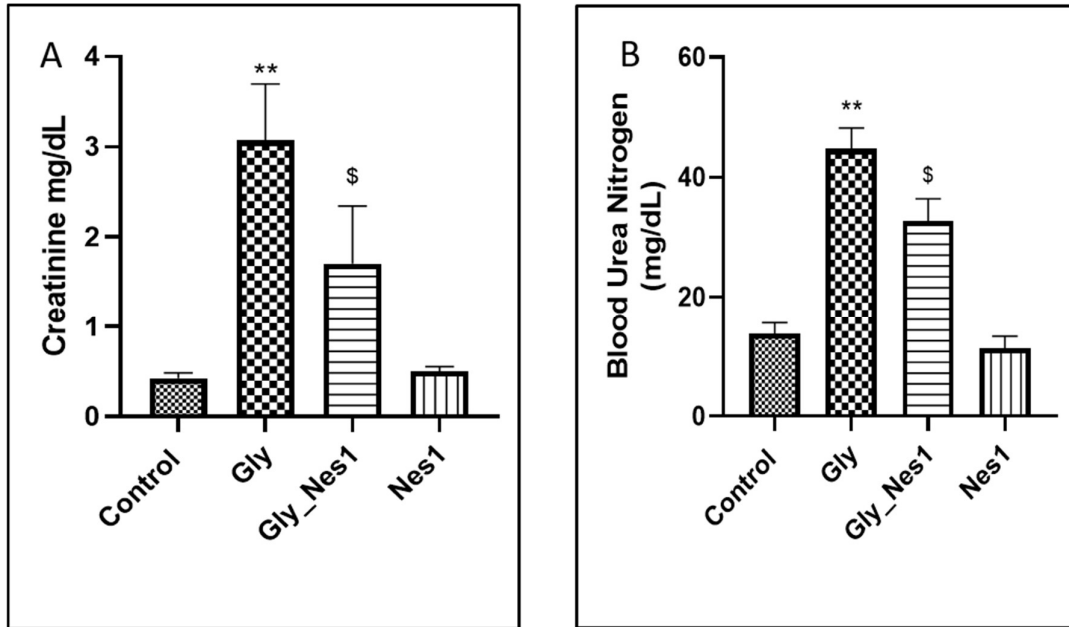 A
Creatinine mg/dL
4
3
2
1
0
**
$
Control
Gly
Gly_Nes1
Nes1
B
Blood Urea Nitrogen
(mg/dL)
60
40
20
0
**
$
Control
Gly
Gly_Nes1
Nes1